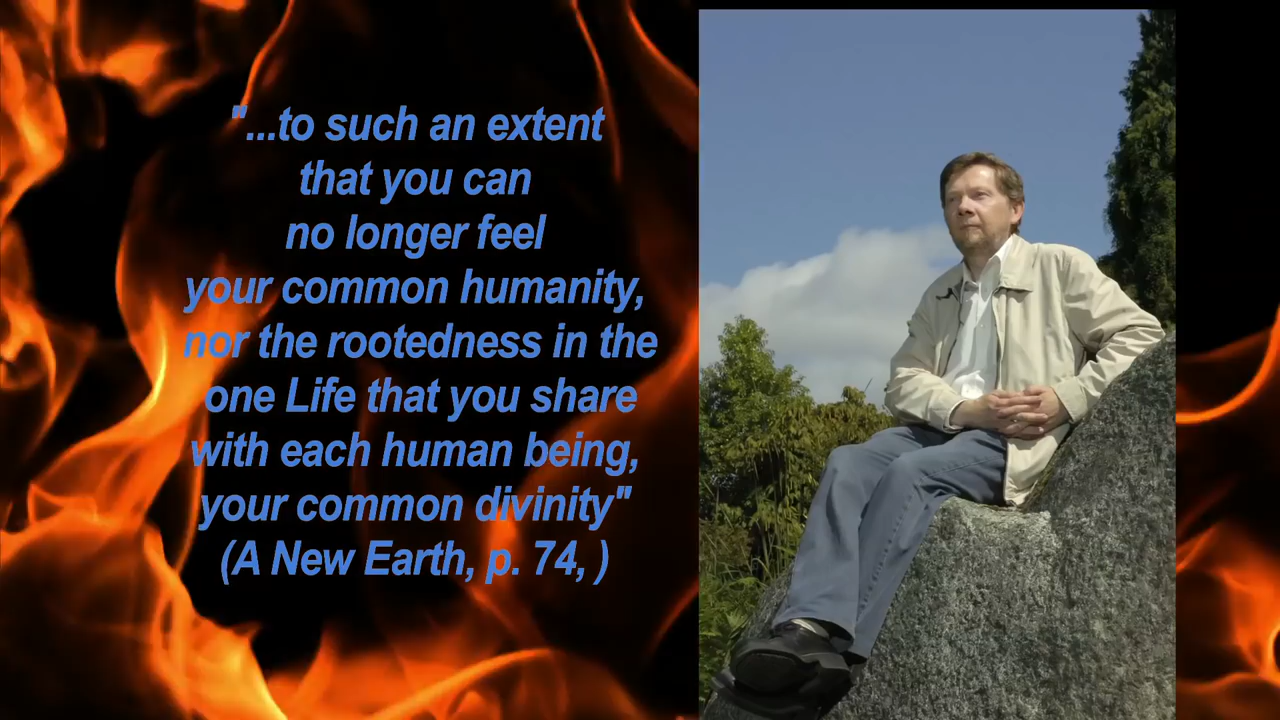 "...to such an extent
that you can
no longer feel
your common humanity,
nor the rootedness in the
one Life that you share
with each human being,
your common divinity"
(A New Earth, p. 74, )